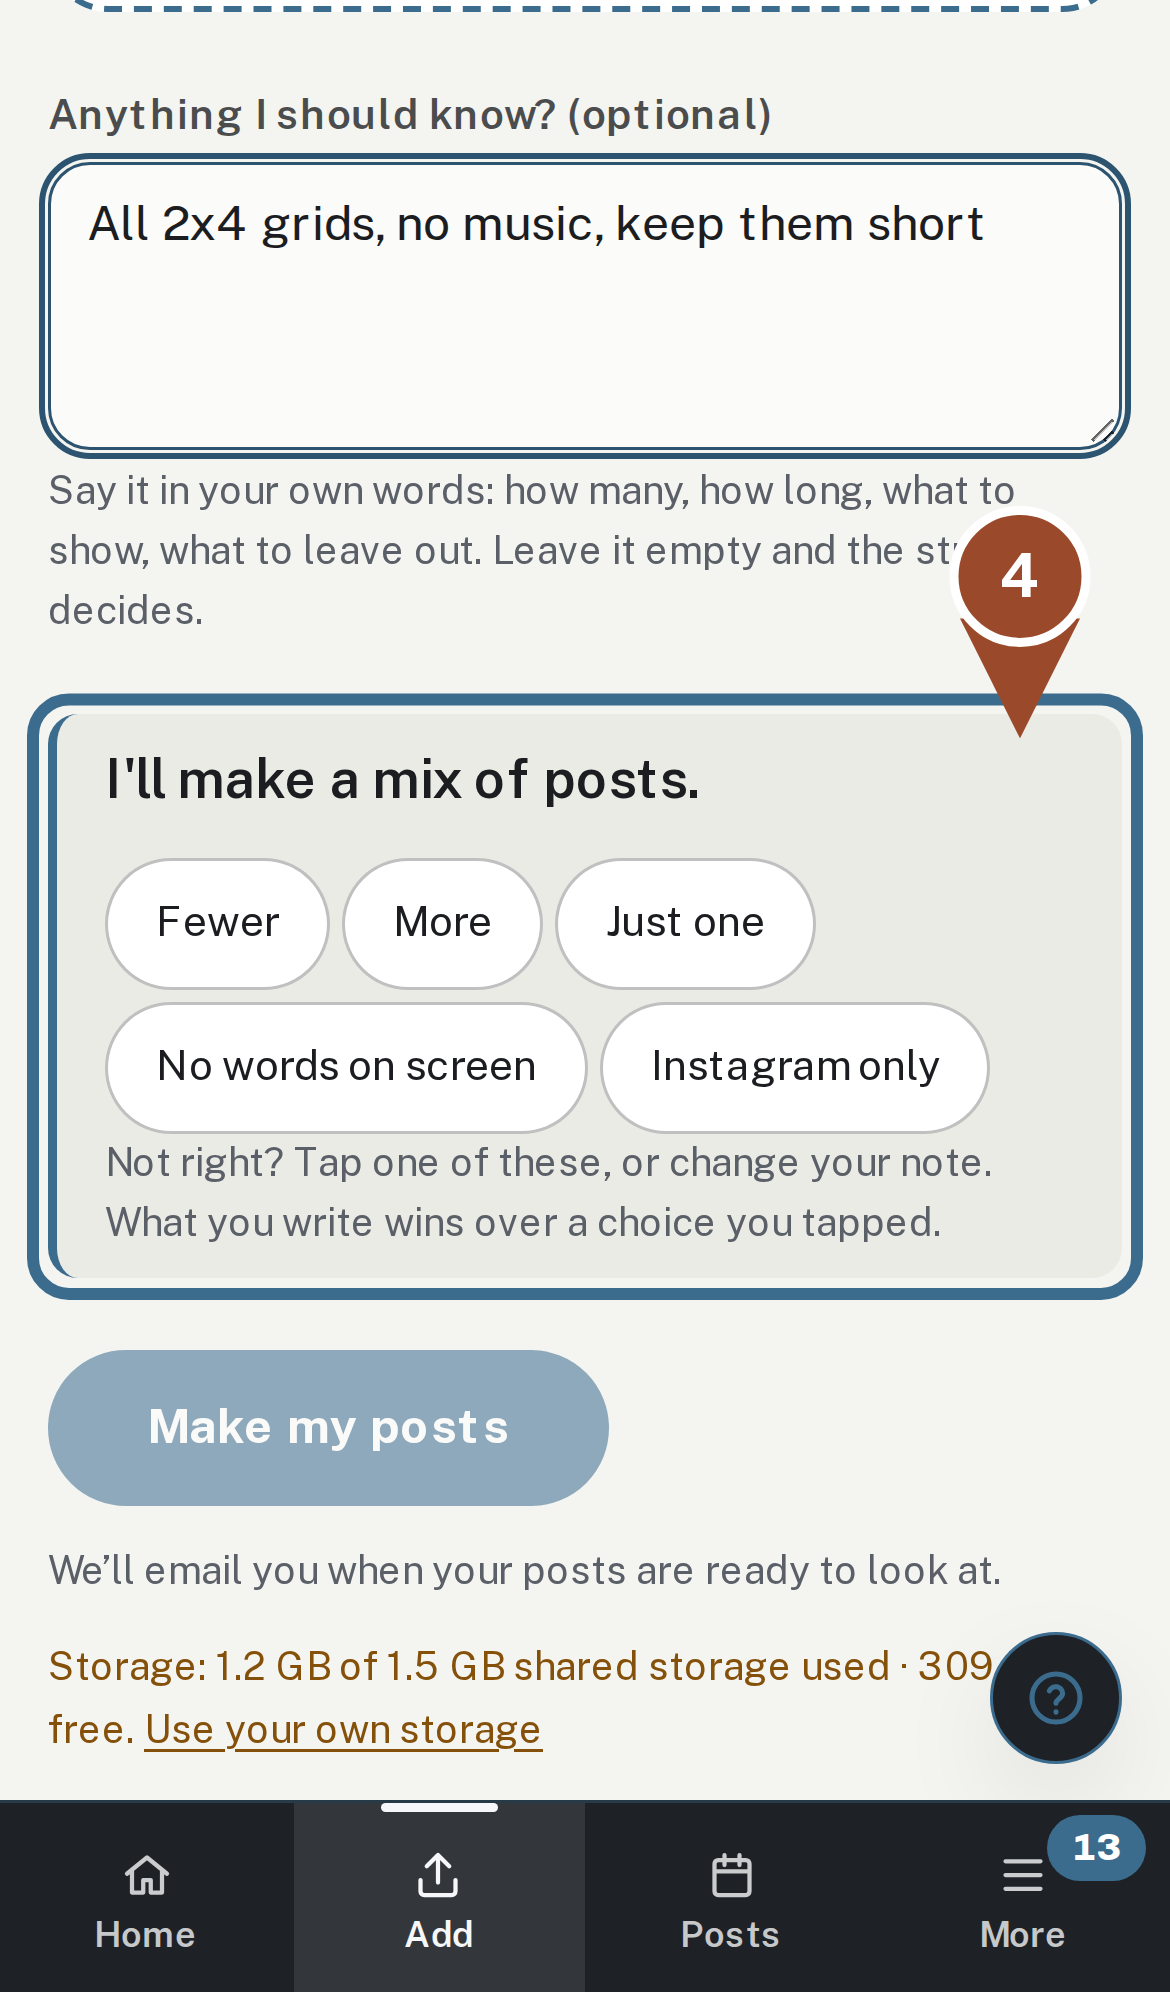 Anything I should know? (optional)
All 2x4 grids, no music, keep them short
Say it in your own words: how many, how long, what to
show, what to leave out. Leave it empty and the
decides.
4
I'll make a mix of posts.
Fewer
More
Just one
No words on screen
Instagram only
Not right? Tap one of these, or change your note.
What you write wins over a choice you tapped.
Make my posts
We’ll email you when your posts are ready to look at.
Storage: 1.2 GB of 1.5 GB shared storage used · 309
free. Use your own storage
13
Home
Add
Posts
More